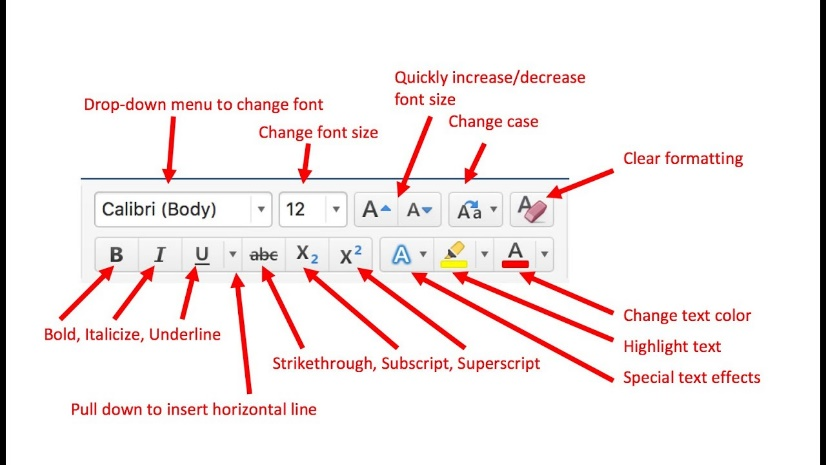 Quickly increase/decrease
font size
Drop-down menu to change font
Change font size
Change case
Clear formatting
Calibri (Body)
12
A A
Aa
A
B I U abc X2 X2 A A
Bold, Italicize, Underline
Change text color
Highlight text
Strikethrough, Subscript, Superscript
Special text effects
Pull down to insert horizontal line